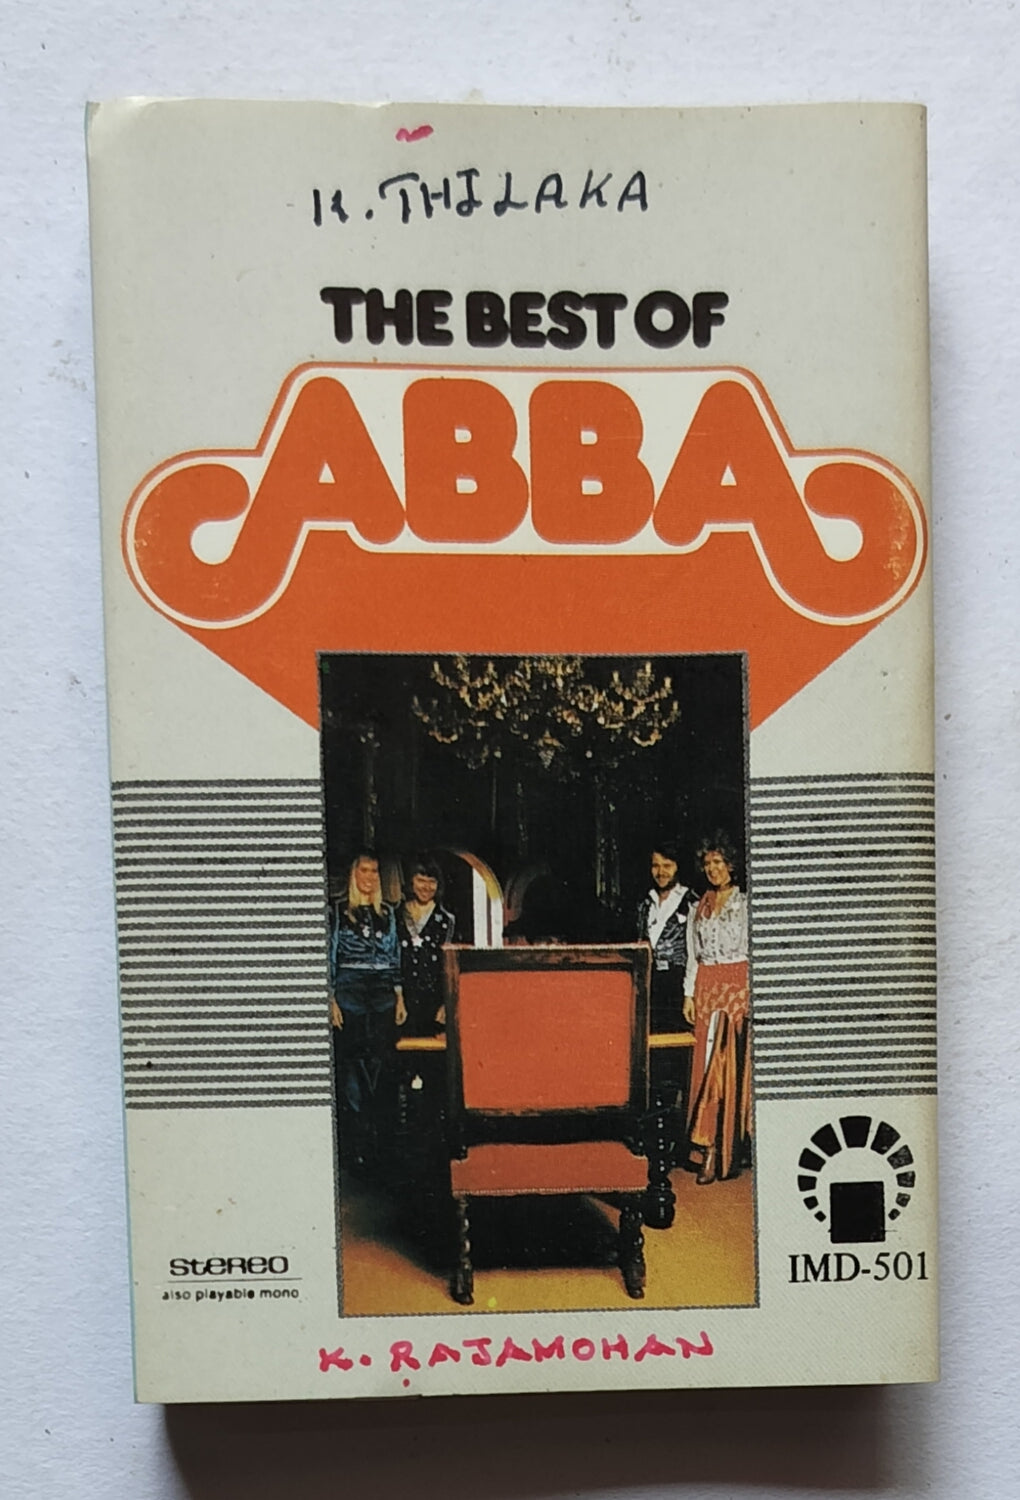 K. THILAKA
THE BEST OF
ABBA
IMD-501
stereo
also playable mono
K. RAJAMOHAN